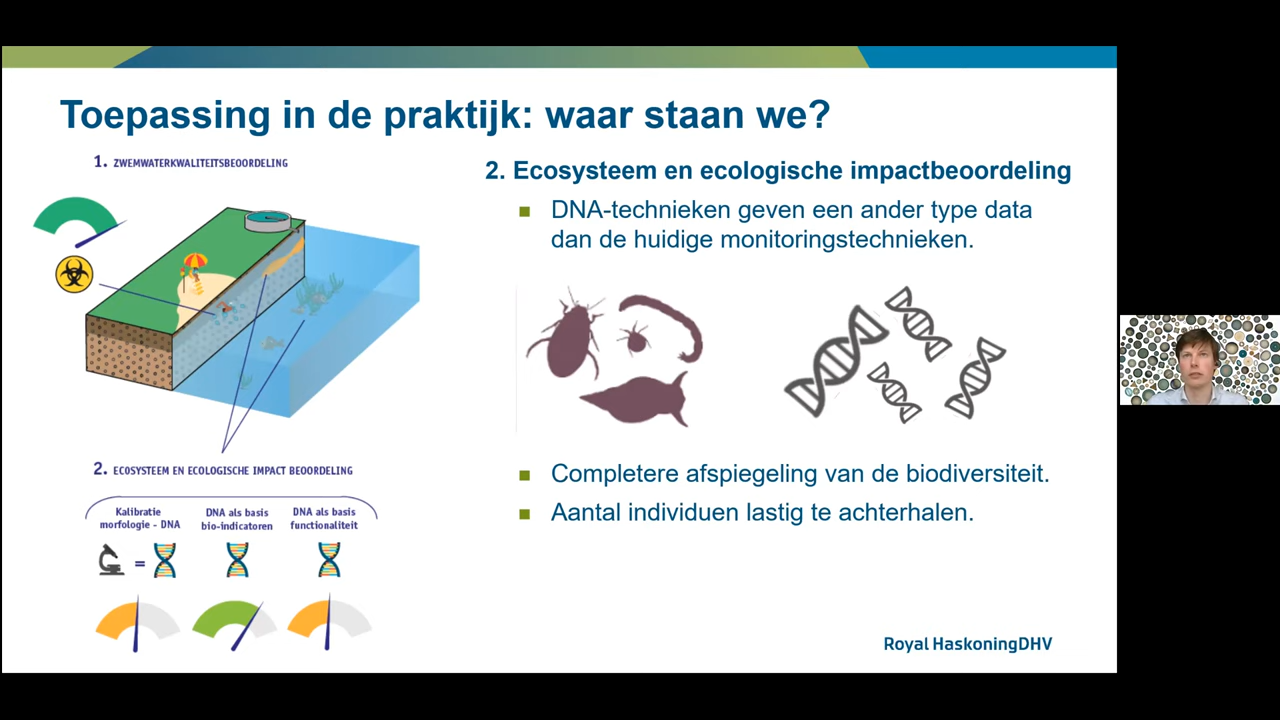 Toepassing in de praktijk: waar staan we?
1. ZWEMWATERKWALITEITSBEOORDELING
2. ECOSYSTEEM EN ECOLOGISCHE IMPACT BEOORDELING
Kalibratie
morfologie - DNA
=
DNA als basis
bio-indicatoren
DNA als basis
functionaliteit
2. Ecosysteem en ecologische impactbeoordeling
DNA-technieken geven een ander type data
dan de huidige monitoringstechnieken.
Completere afspiegeling van de biodiversiteit.
Aantal individuen lastig te achterhalen.
Royal HaskoningDHV